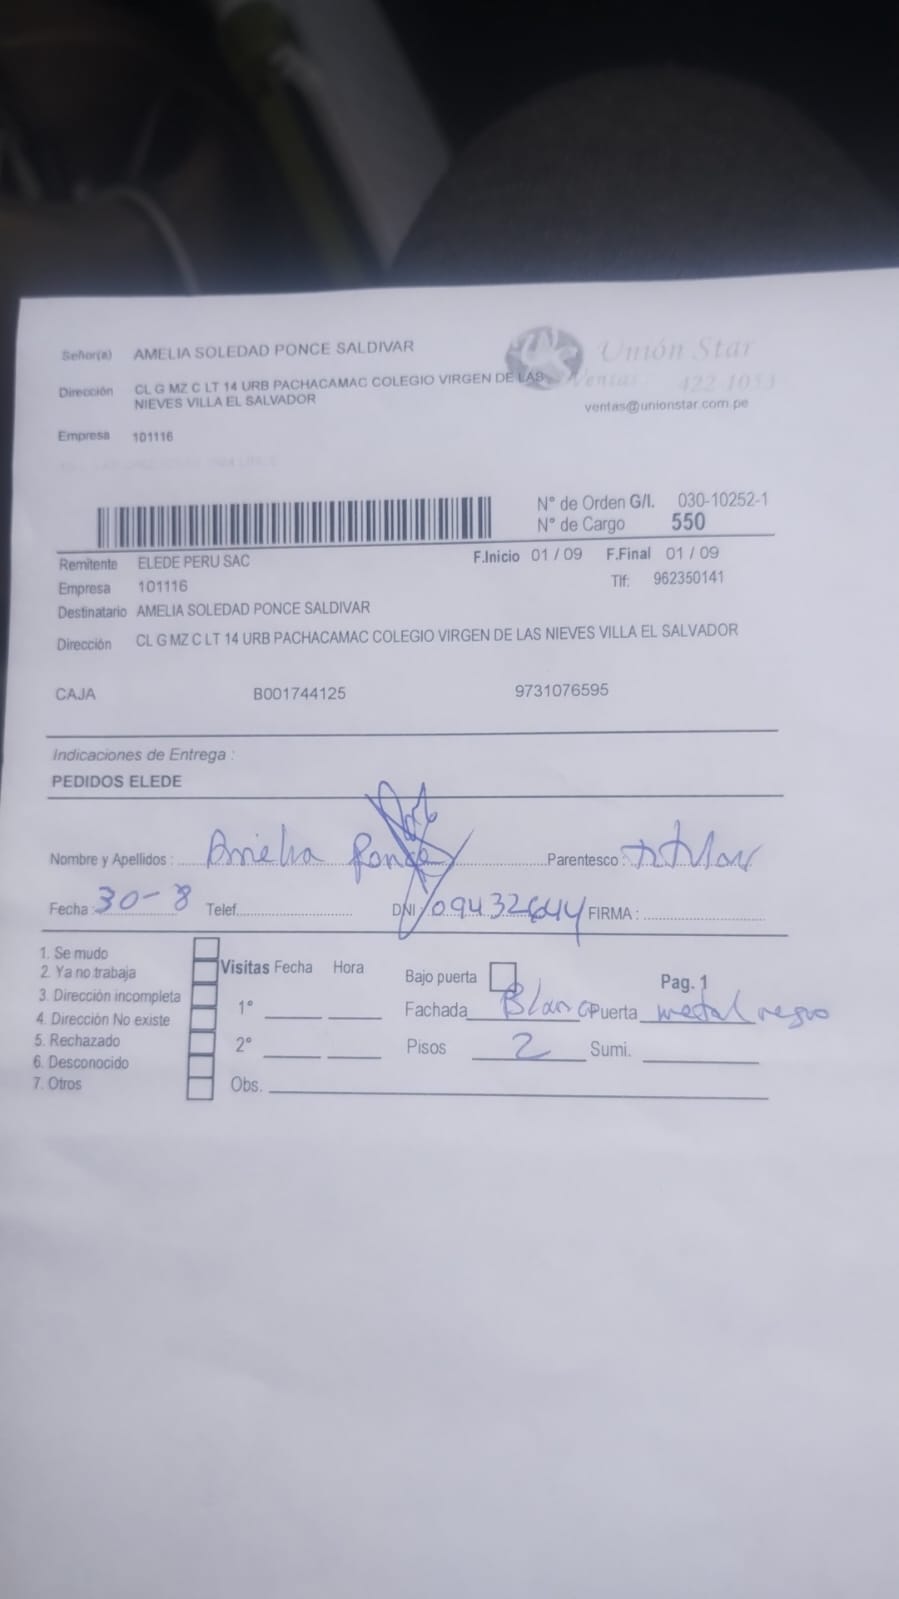 Señor(a) AMELIA SOLEDAD PONCE SALDIVAR
Unión Star
Dirección CL G MZ C LT 14 URB PACHACAMAC COLEGIO VIRGEN DE LAS
NIEVES VILLA EL SALVADOR
Ventas 422-1053
ventas@unionstar.com.pe
Empresa 101116
N° de Orden G/I. 030-10252-1
N° de Cargo 550
Remitente ELEDE PERU SAC F.Inicio 01 / 09 F.Final 01 / 09
Empresa 101116 Tlf: 962350141
Destinatario AMELIA SOLEDAD PONCE SALDIVAR
Dirección CL G MZ C LT 14 URB PACHACAMAC COLEGIO VIRGEN DE LAS NIEVES VILLA EL SALVADOR
CAJA B001744125 9731076595
Indicaciones de Entrega :
PEDIDOS ELEDE
Nombre y Apellidos : Amelia Ponce Parentesco : titular
Fecha : 30-8 Telef. DNI : 09432644 FIRMA :
1. Se mudo
2. Ya no trabaja
3. Dirección incompleta
4. Dirección No existe
5. Rechazado
6. Desconocido
7. Otros
Visitas Fecha Hora
1°
2°
Obs.
Bajo puerta Pag. 1
Fachada Blanco Puerta metal negro
Pisos 2 Sumi.